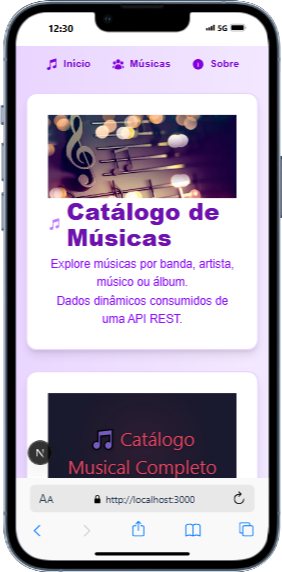 12:30
5G
Início
Músicas
Sobre
Catálogo de
Músicas
Explore músicas por banda, artista,
músico ou álbum.
Dados dinâmicos consumidos de
uma API REST.
Catálogo
Musical Completo
N
AA
http://localhost:3000